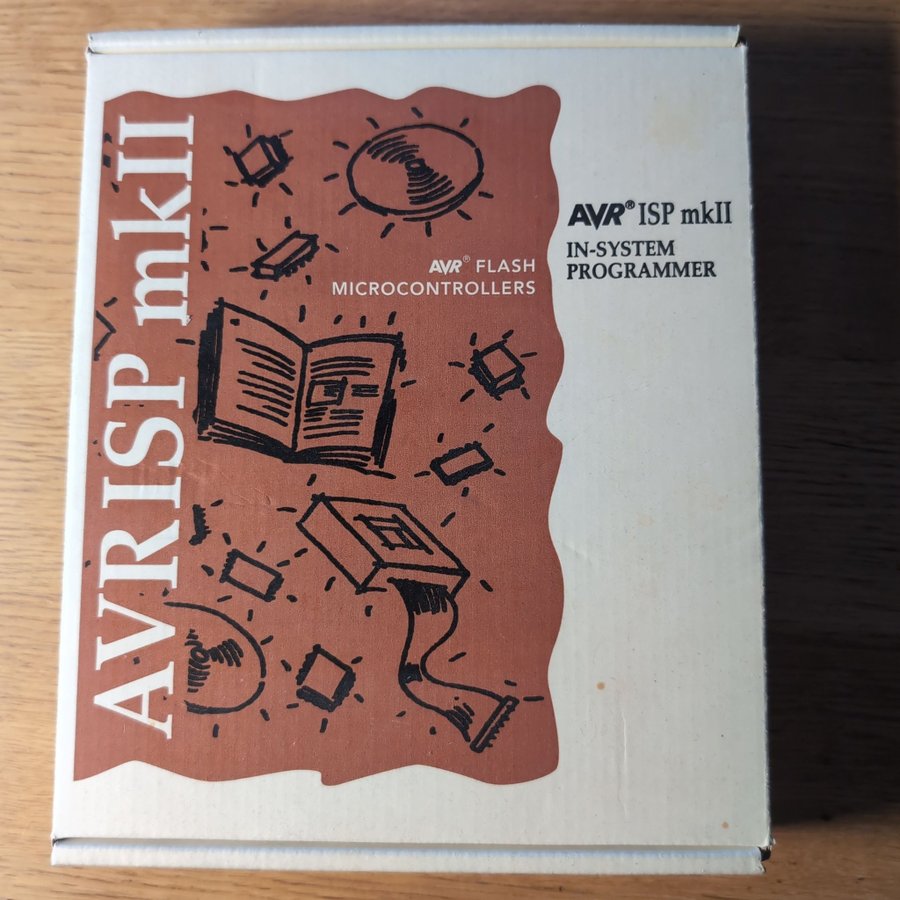 AVRISP mkII
AVR® FLASH
MICROCONTROLLERS
AVR® ISP mkII
IN-SYSTEM
PROGRAMMER